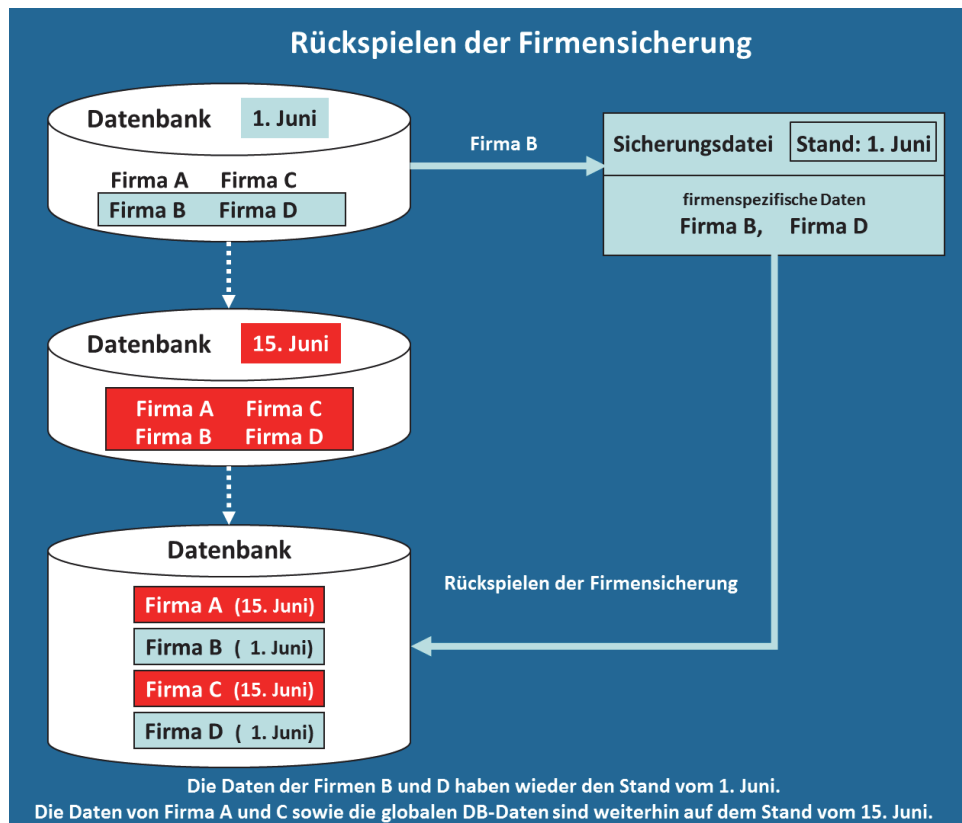 Rückspielen der Firmensicherung
Datenbank 1. Juni
Firma A Firma C
Firma B Firma D
Firma B
Sicherungsdatei Stand: 1. Juni
firmenspezifische Daten
Firma B, Firma D
Datenbank 15. Juni
Firma A Firma C
Firma B Firma D
Datenbank
Firma A (15. Juni)
Firma B ( 1. Juni)
Firma C (15. Juni)
Firma D ( 1. Juni)
Rückspielen der Firmensicherung
Die Daten der Firmen B und D haben wieder den Stand vom 1. Juni.
Die Daten von Firma A und C sowie die globalen DB-Daten sind weiterhin auf dem Stand vom 15. Juni.